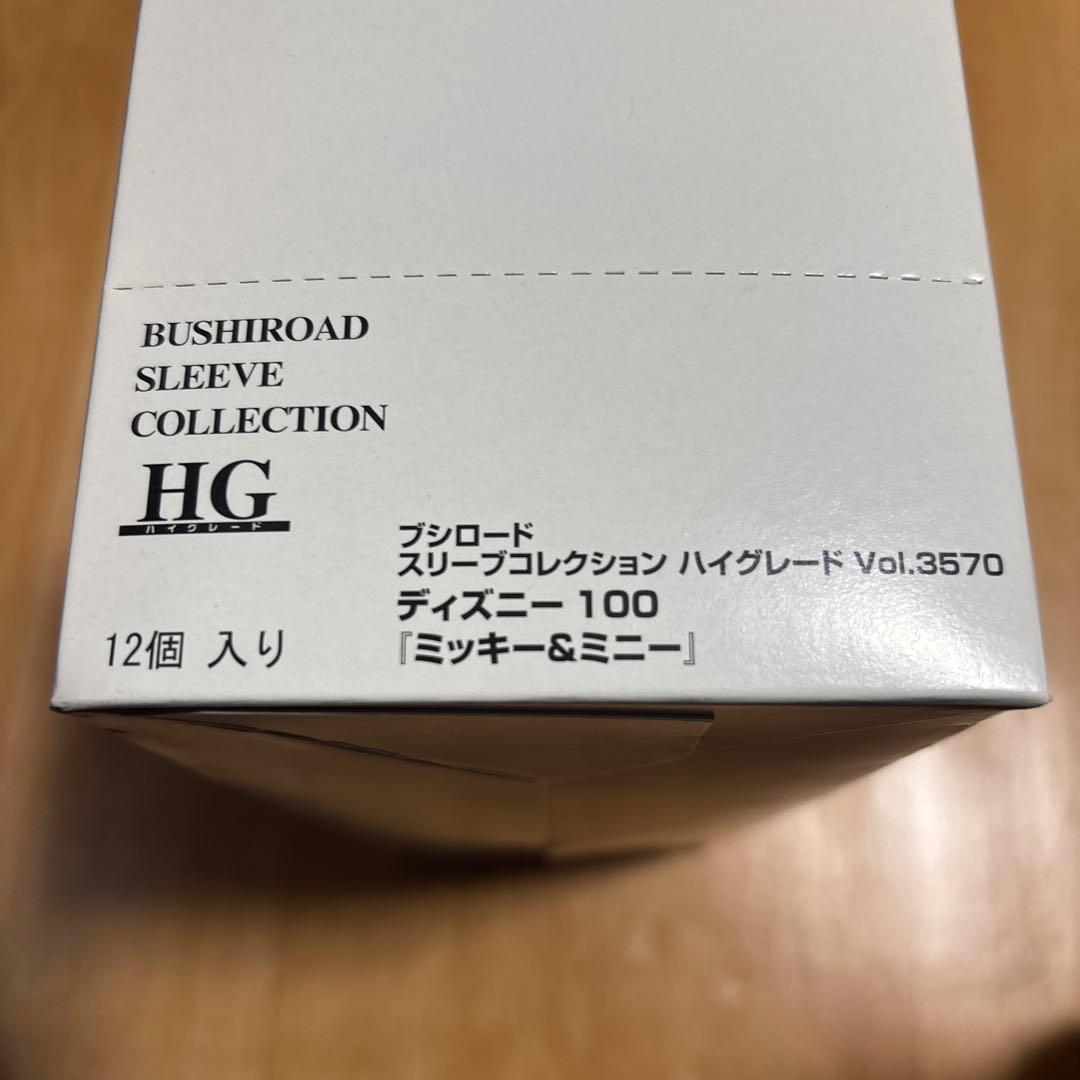 BUSHIROAD
SLEEVE
COLLECTION
HG
ハイグレード
ブシロード
スリーブコレクション ハイグレード Vol.3570
ディズニー 100
12個 入り
『ミッキー&ミニー』